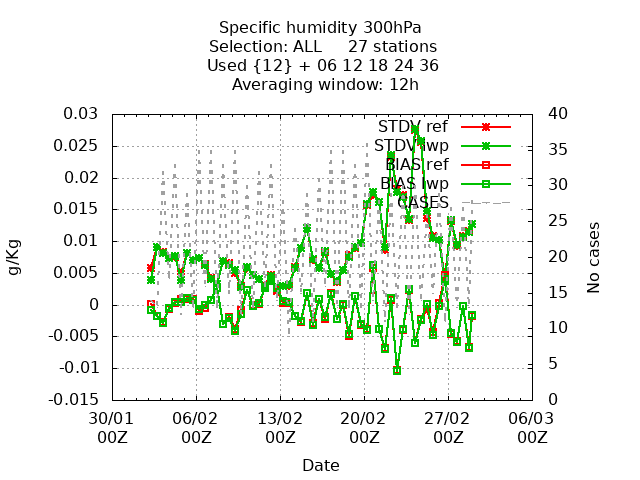 Specific humidity 300hPa
Selection: ALL 27 stations
Used {12} + 06 12 18 24 36
Averaging window: 12h
0.03
0.025
0.02
0.015
0.01
0.005
0
-0.005
-0.01
-0.015
g/Kg
40
35
30
25
20
15
10
5
0
No cases
STDV ref
STDV lwp
BIAS ref
BIAS lwp
CASES
30/01 06/02 13/02 20/02 27/02 06/03
00Z 00Z 00Z 00Z 00Z 00Z
Date